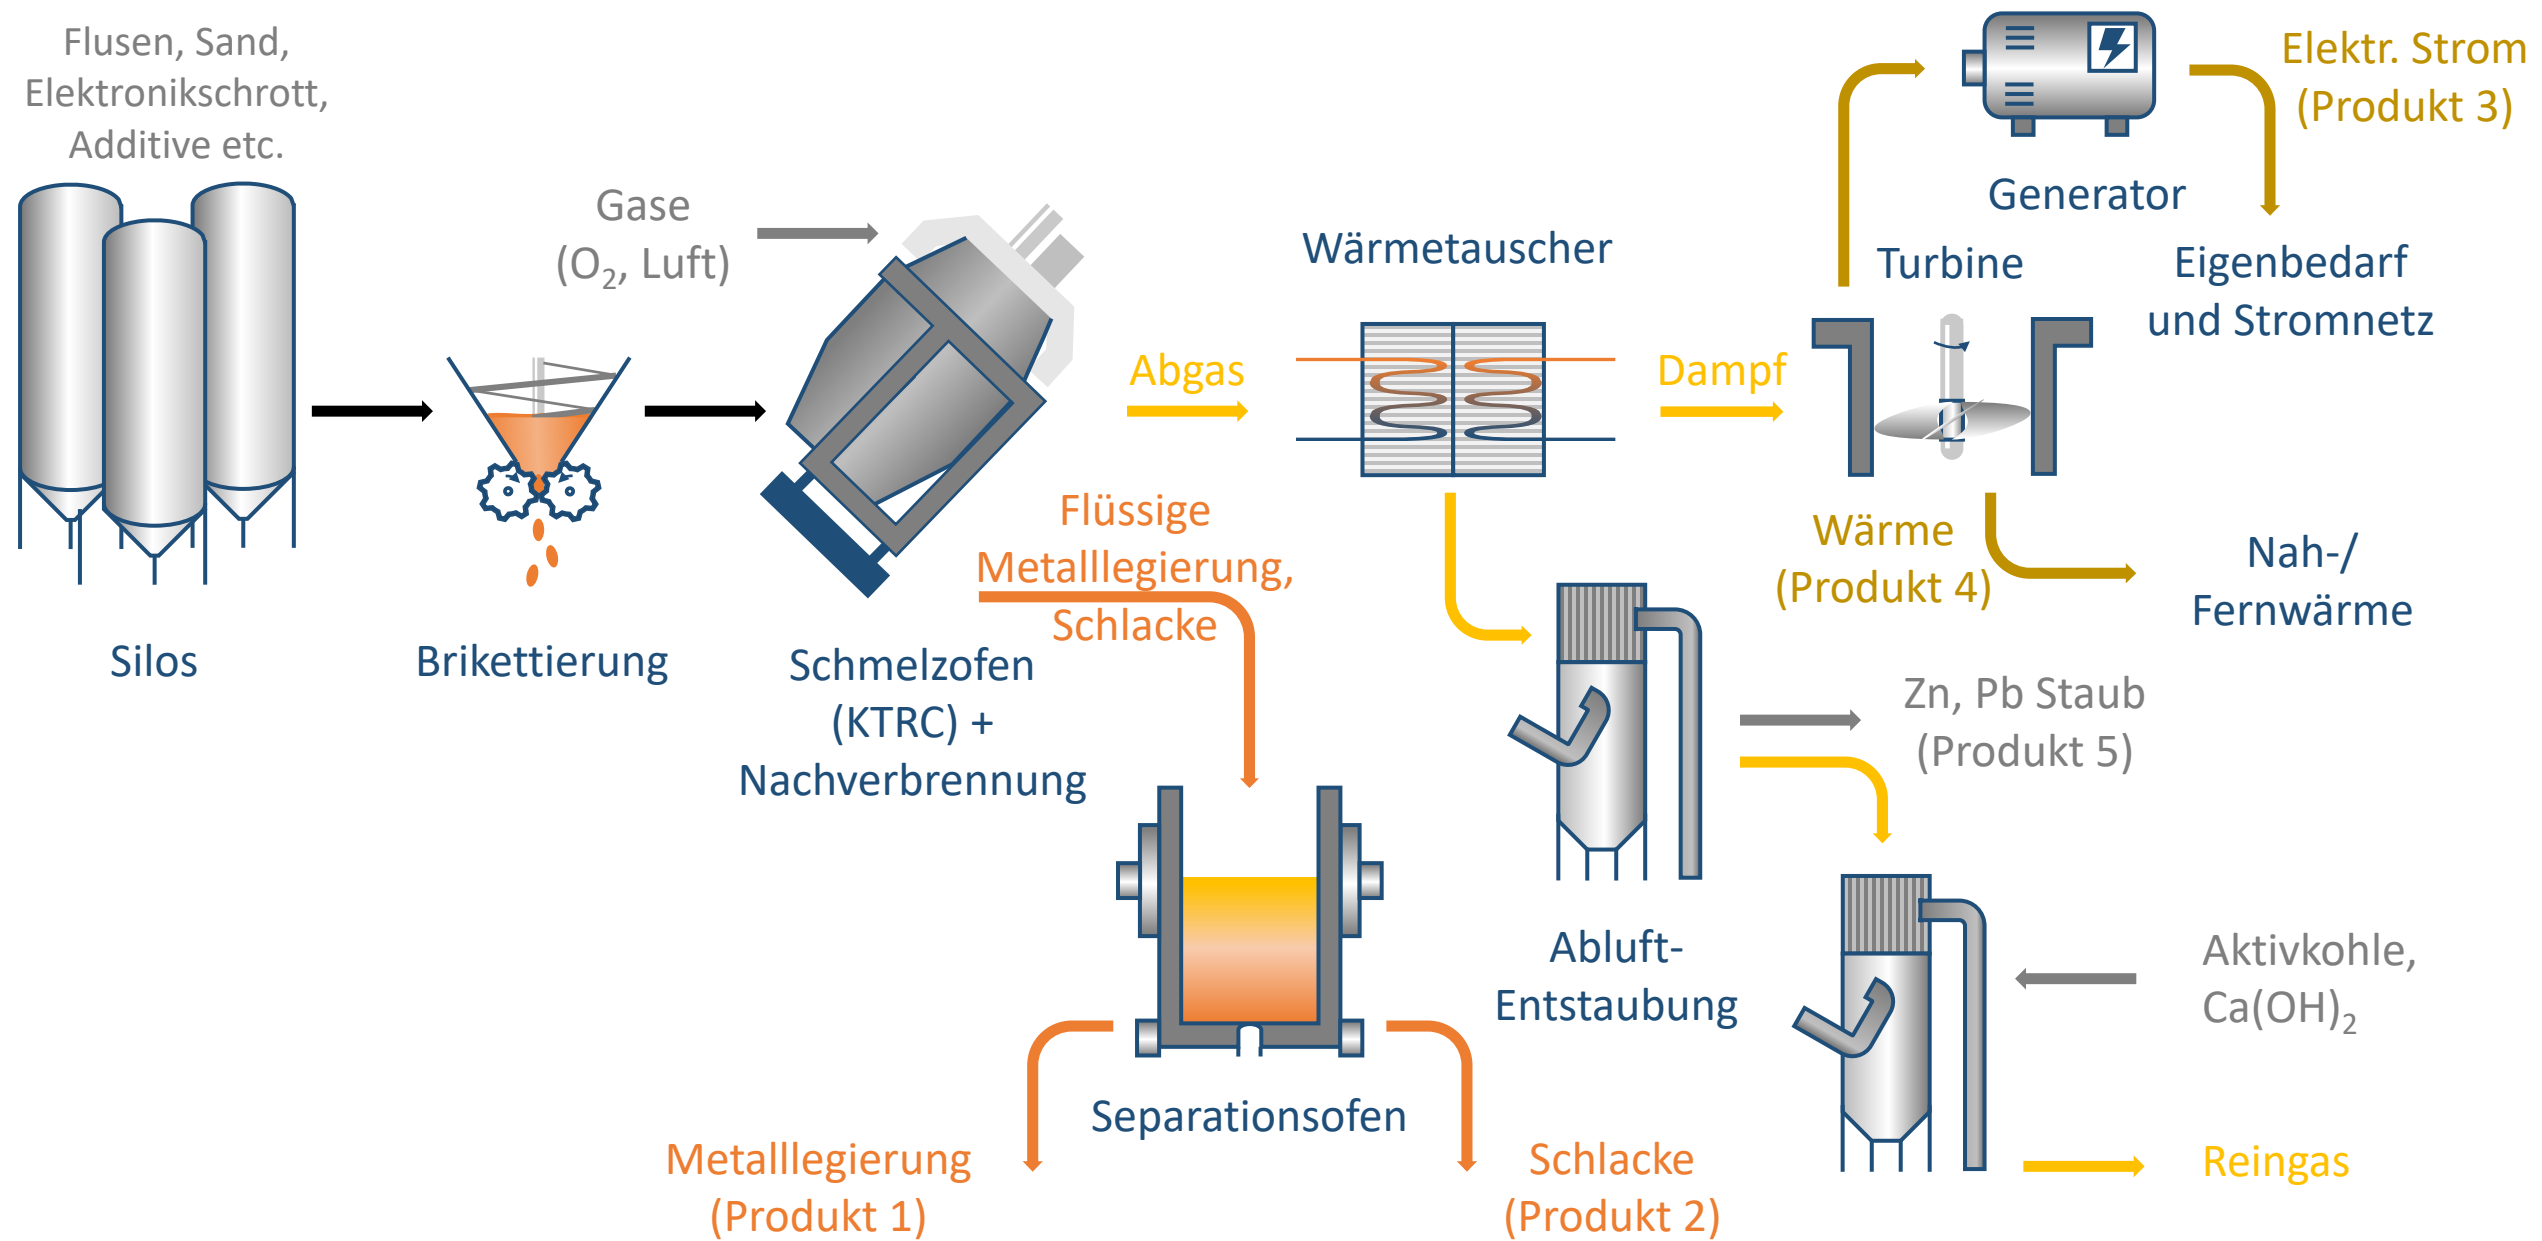 Flusen, Sand,
Elektronikschrott,
Additive etc.
Silos
Brikettierung
Gase
(O₂, Luft)
Schmelzofen
(KTRC) +
Nachverbrennung
Abgas
Flüssige
Metalllegierung,
Schlacke
Separationsofen
Metalllegierung
(Produkt 1)
Schlacke
(Produkt 2)
Wärmetauscher
Dampf
Turbine
Generator
Elektr. Strom
(Produkt 3)
Eigenbedarf
und Stromnetz
Wärme
(Produkt 4)
Nah-/
Fernwärme
Abluft-
Entstaubung
Zn, Pb Staub
(Produkt 5)
Aktivkohle,
Ca(OH)₂
Reingas